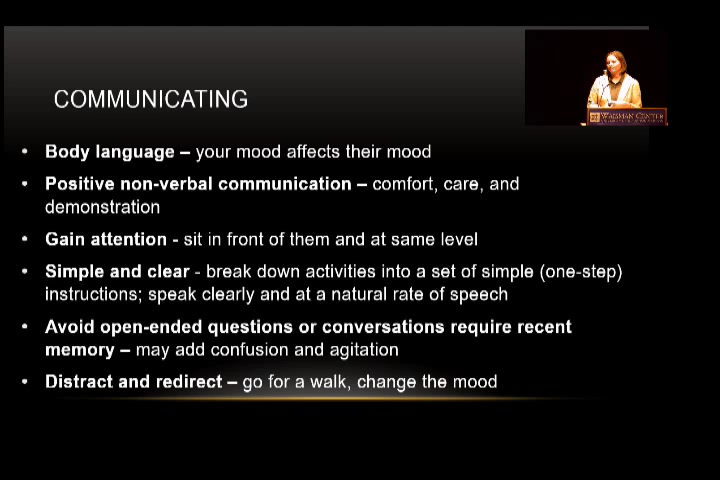 COMMUNICATING
WAISMAN CENTER
• Body language – your mood affects their mood
• Positive non-verbal communication – comfort, care, and
demonstration
• Gain attention - sit in front of them and at same level
• Simple and clear - break down activities into a set of simple (one-step)
instructions; speak clearly and at a natural rate of speech
• Avoid open-ended questions or conversations require recent
memory – may add confusion and agitation
• Distract and redirect – go for a walk, change the mood